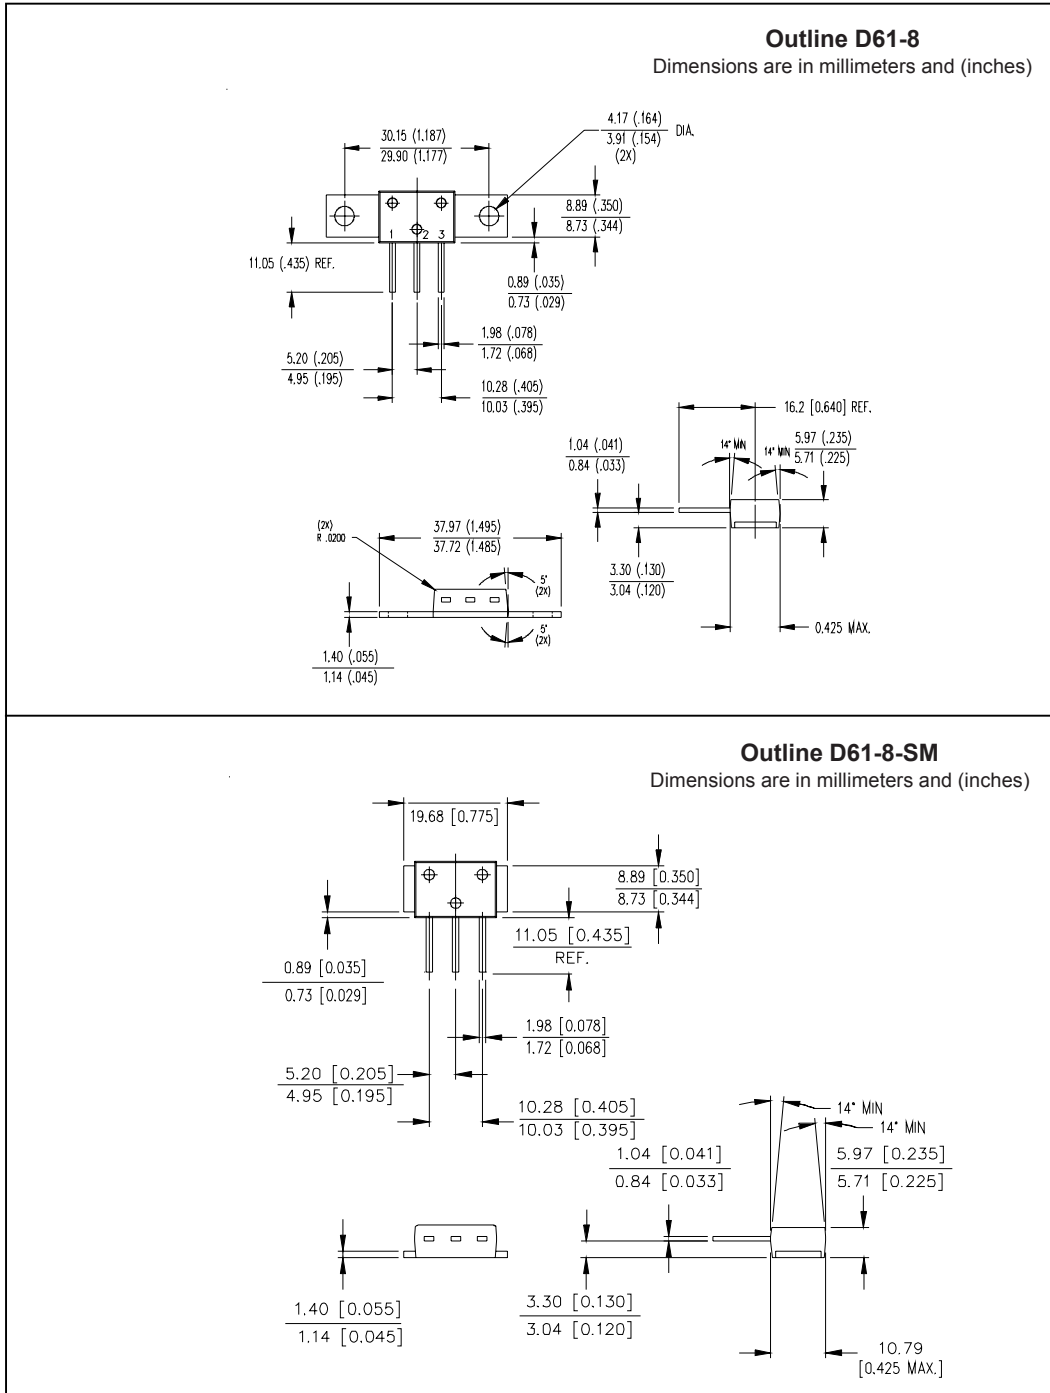 Outline D61-8
Dimensions are in millimeters and (inches)
30.15 (1.187)
29.90 (1.177)
4.17 (.164)
3.91 (.154)
DIA.
(2X)
8.89 (.350)
8.73 (.344)
1 2 3
11.05 (.435) REF.
0.89 (.035)
0.73 (.029)
1.98 (.078)
1.72 (.068)
5.20 (.205)
4.95 (.195)
10.28 (.405)
10.03 (.395)
16.2 [0.640] REF.
1.04 (.041)
0.84 (.033)
14° MIN
14° MIN
5.97 (.235)
5.71 (.225)
(2X)
R .0200
37.97 (1.495)
37.72 (1.485)
5°
(2X)
3.30 (.130)
3.04 (.120)
0.425 MAX.
5°
(2X)
1.40 (.055)
1.14 (.045)
Outline D61-8-SM
Dimensions are in millimeters and (inches)
19.68 [0.775]
8.89 [0.350]
8.73 [0.344]
11.05 [0.435]
REF.
0.89 [0.035]
0.73 [0.029]
1.98 [0.078]
1.72 [0.068]
5.20 [0.205]
4.95 [0.195]
10.28 [0.405]
10.03 [0.395]
14° MIN
14° MIN
1.04 [0.041]
0.84 [0.033]
5.97 [0.235]
5.71 [0.225]
1.40 [0.055]
1.14 [0.045]
3.30 [0.130]
3.04 [0.120]
10.79
[0.425 MAX.]